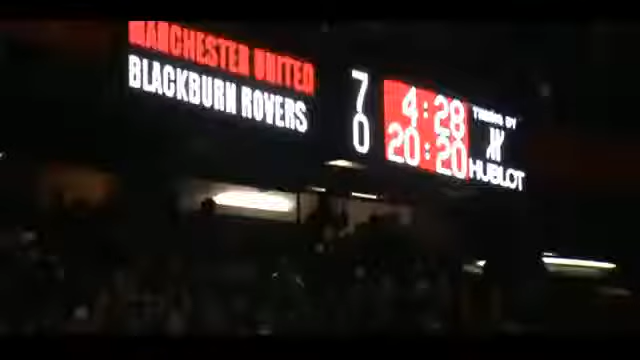 MANCHESTER UNITED 7
BLACKBURN ROVERS 0
4:28
20:20
TIMING BY
HUBLOT